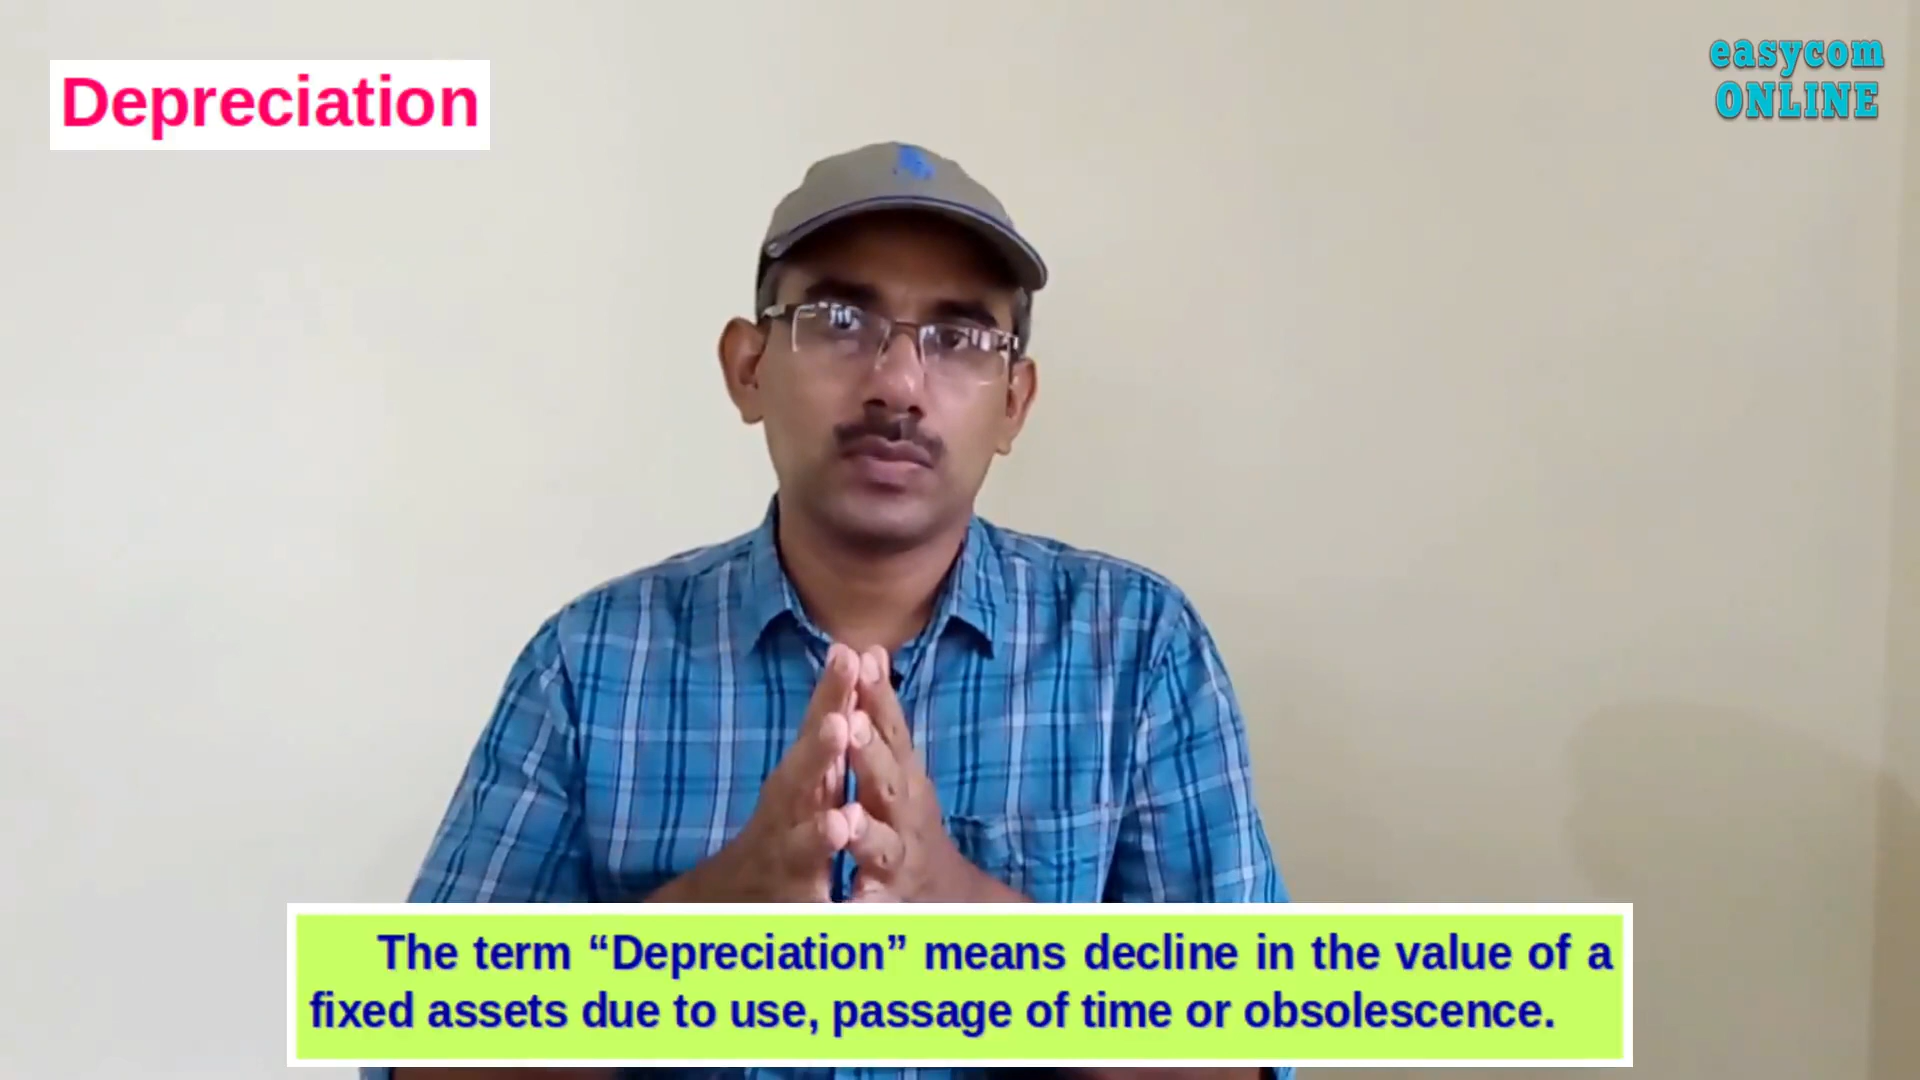 Depreciation
easycom
ONLINE
The term “Depreciation” means decline in the value of a
fixed assets due to use, passage of time or obsolescence.